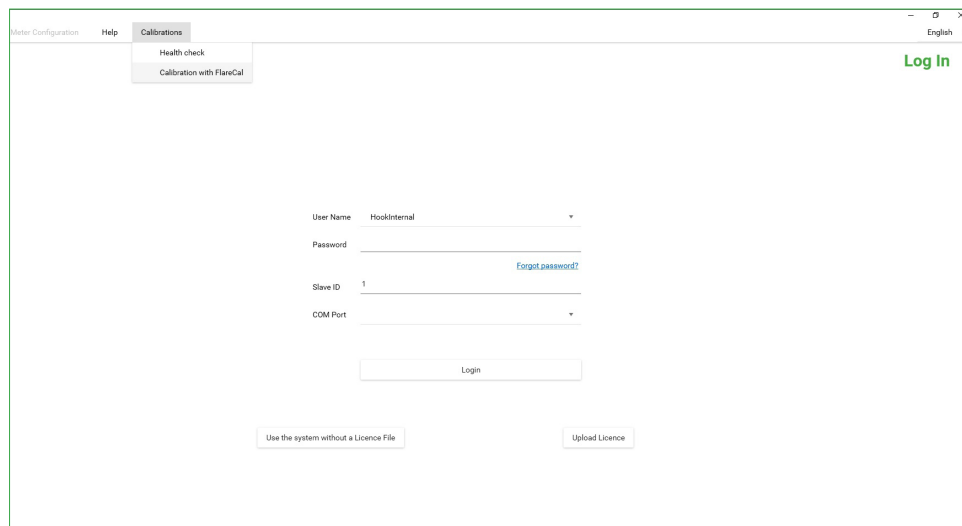 Meter Configuration Help Calibrations English
Health check
Calibration with FlareCal
Log In
User Name HookInternal
Password
Forgot password?
Slave ID 1
COM Port
Login
Use the system without a Licence File Upload Licence